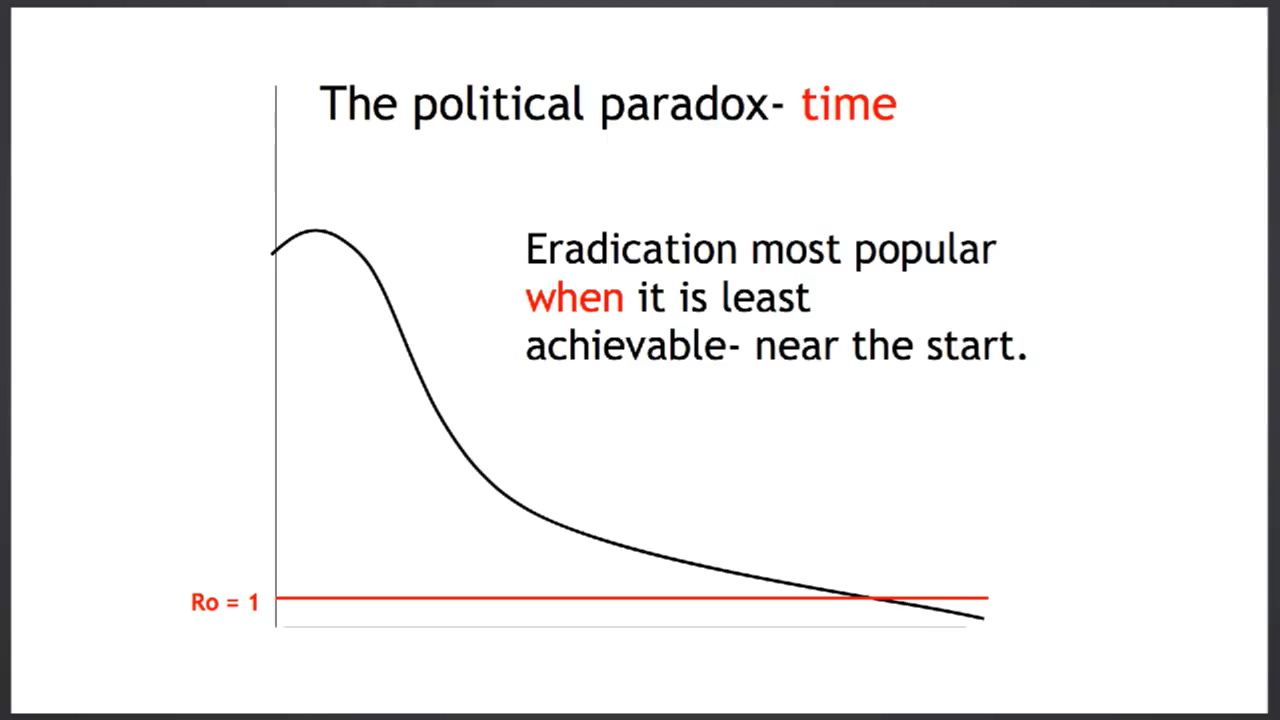 The political paradox- time
Eradication most popular
when it is least
achievable- near the start.
Ro = 1